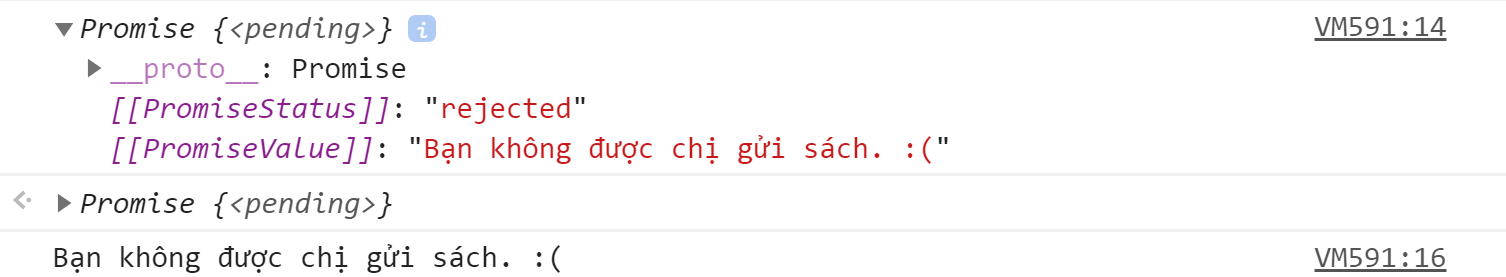 ▼ Promise {<pending>} i VM591:14
▶ __proto__: Promise
[[PromiseStatus]]: "rejected"
[[PromiseValue]]: "Bạn không được chị gửi sách. :("
▶ Promise {<pending>}
Bạn không được chị gửi sách. :( VM591:16